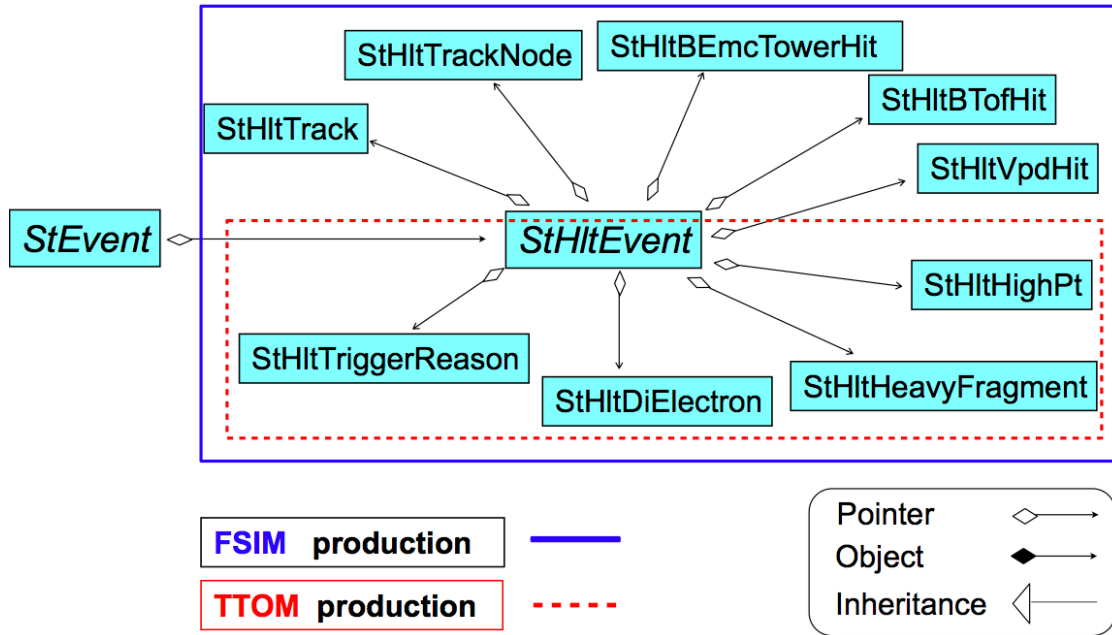 StHltTrackNode
StHltBEmcTowerHit
StHltBTofHit
StHltTrack
StHltVpdHit
StEvent
StHltEvent
StHltHighPt
StHltTriggerReason
StHltDiElectron
StHltHeavyFragment
FSIM production
TTOM production
Pointer
Object
Inheritance